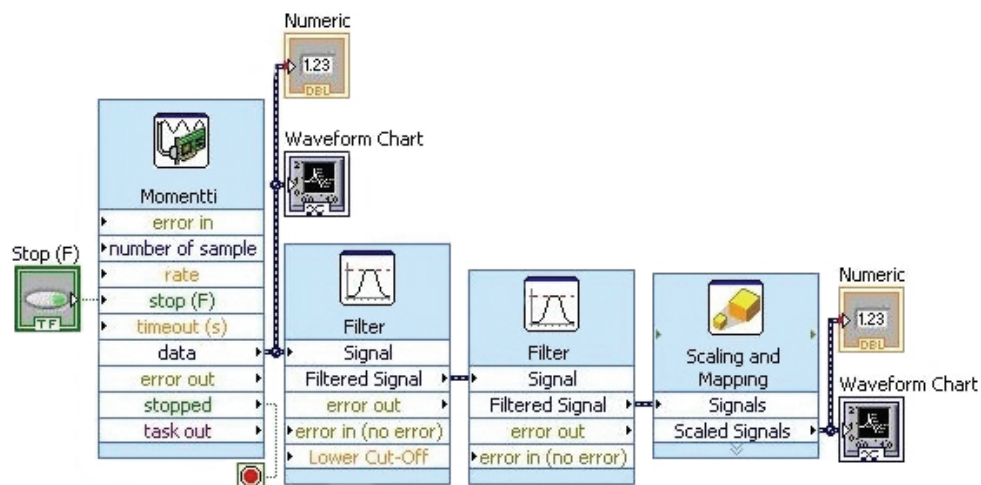 Numeric
1.23
DBL
Waveform Chart
Momentti
error in
number of sample
rate
stop (F)
timeout (s)
data
error out
stopped
task out
Stop (F)
TF
Filter
Signal
Filtered Signal
error out
error in (no error)
Lower Cut-Off
Filter
Signal
Filtered Signal
error out
error in (no error)
Scaling and
Mapping
Signals
Scaled Signals
Numeric
1.23
DBL
Waveform Chart